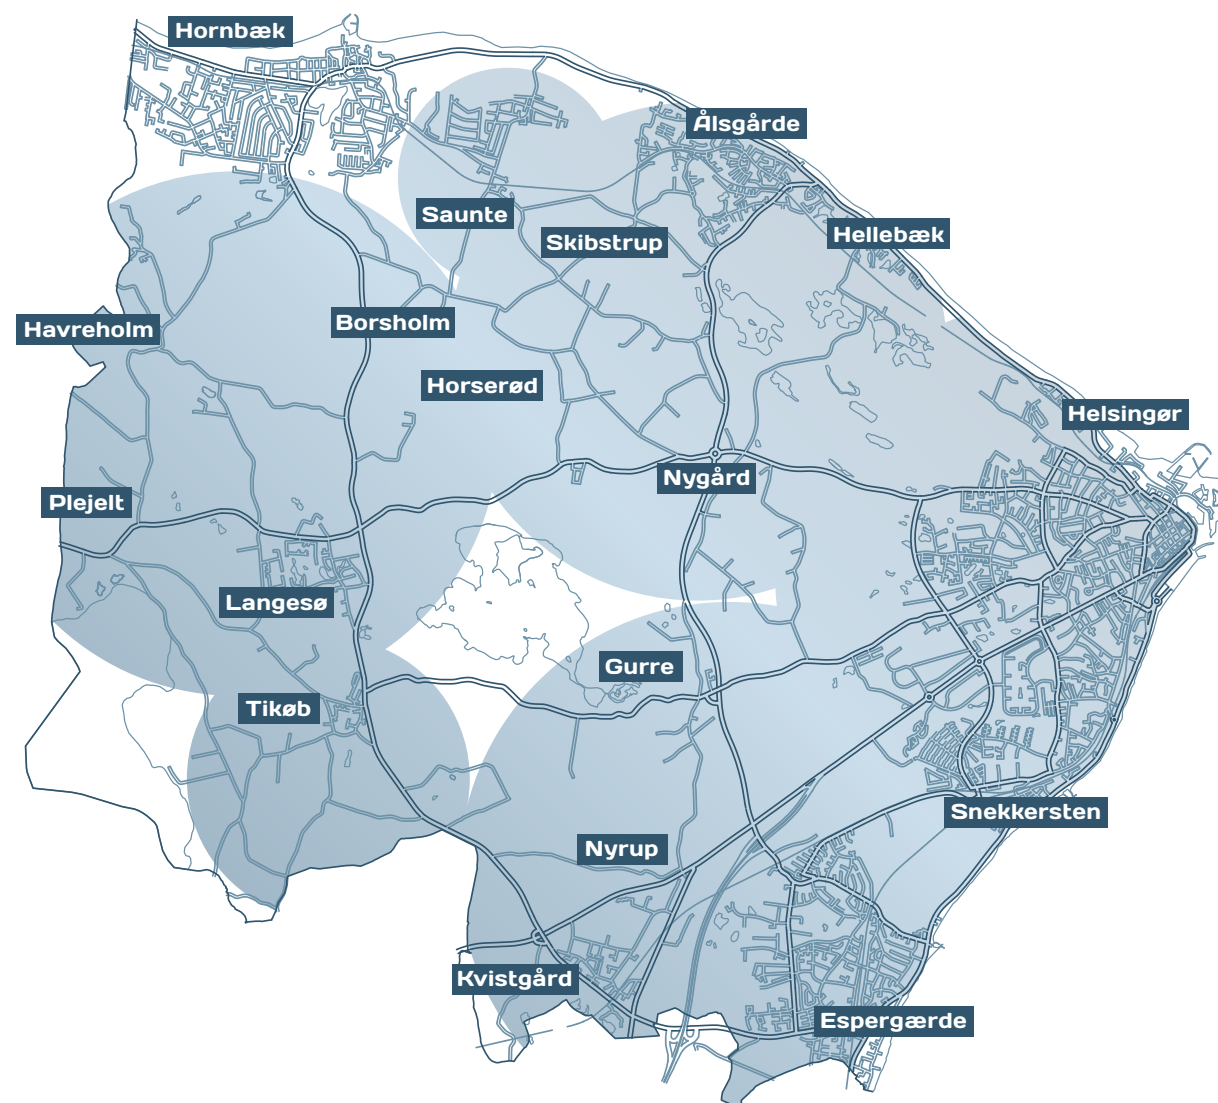 Hornbæk
Ålsgårde
Saunte
Hellebæk
Skibstrup
Havreholm
Borsholm
Horserød
Helsingør
Nygård
Plejelt
Langesø
Gurre
Tikøb
Snekkersten
Nyrup
Kvistgård
Espergærde